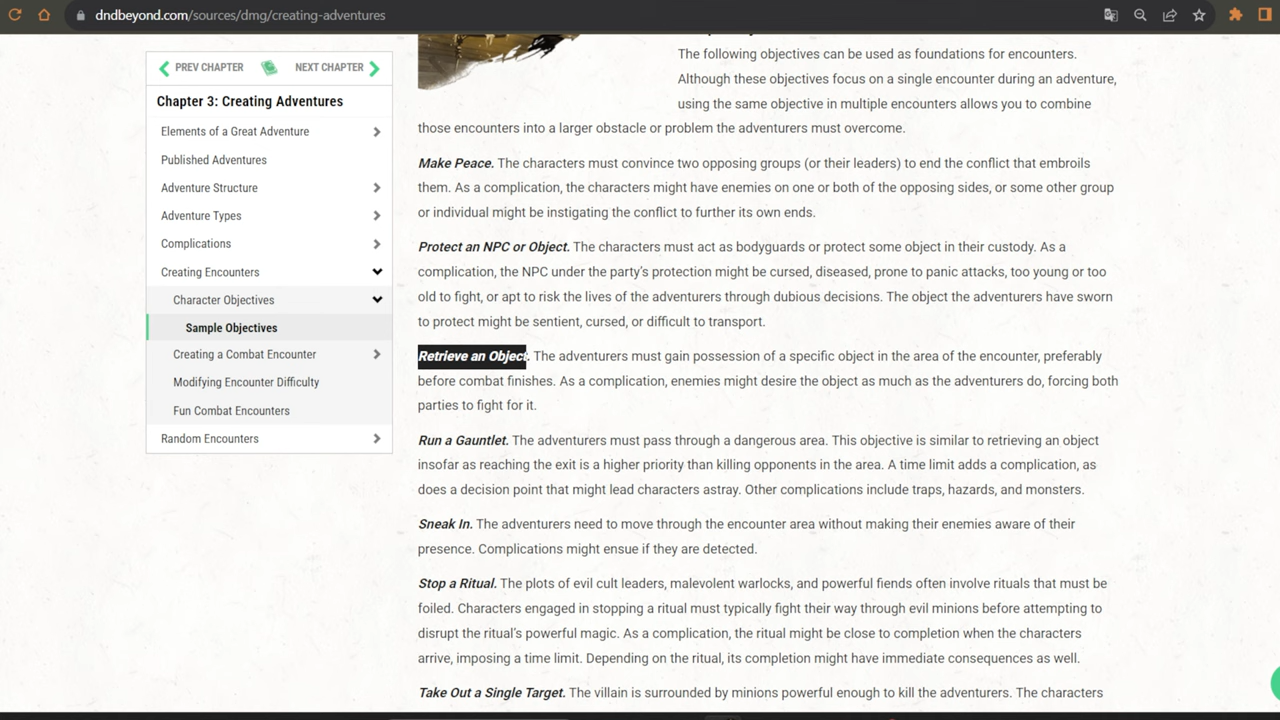 dndbeyond.com/sources/dmg/creating-adventures
PREV CHAPTER
NEXT CHAPTER
Chapter 3: Creating Adventures
Elements of a Great Adventure
Published Adventures
Adventure Structure
Adventure Types
Complications
Creating Encounters
Character Objectives
Sample Objectives
Creating a Combat Encounter
Modifying Encounter Difficulty
Fun Combat Encounters
Random Encounters
The following objectives can be used as foundations for encounters.
Although these objectives focus on a single encounter during an adventure,
using the same objective in multiple encounters allows you to combine
those encounters into a larger obstacle or problem the adventurers must overcome.
Make Peace. The characters must convince two opposing groups (or their leaders) to end the conflict that embroils
them. As a complication, the characters might have enemies on one or both of the opposing sides, or some other group
or individual might be instigating the conflict to further its own ends.
Protect an NPC or Object. The characters must act as bodyguards or protect some object in their custody. As a
complication, the NPC under the party's protection might be cursed, diseased, prone to panic attacks, too young or too
old to fight, or apt to risk the lives of the adventurers through dubious decisions. The object the adventurers have sworn
to protect might be sentient, cursed, or difficult to transport.
Retrieve an Object. The adventurers must gain possession of a specific object in the area of the encounter, preferably
before combat finishes. As a complication, enemies might desire the object as much as the adventurers do, forcing both
parties to fight for it.
Run a Gauntlet. The adventurers must pass through a dangerous area. This objective is similar to retrieving an object
insofar as reaching the exit is a higher priority than killing opponents in the area. A time limit adds a complication, as
does a decision point that might lead characters astray. Other complications include traps, hazards, and monsters.
Sneak In. The adventurers need to move through the encounter area without making their enemies aware of their
presence. Complications might ensue if they are detected.
Stop a Ritual. The plots of evil cult leaders, malevolent warlocks, and powerful fiends often involve rituals that must be
foiled. Characters engaged in stopping a ritual must typically fight their way through evil minions before attempting to
disrupt the ritual's powerful magic. As a complication, the ritual might be close to completion when the characters
arrive, imposing a time limit. Depending on the ritual, its completion might have immediate consequences as well.
Take Out a Single Target. The villain is surrounded by minions powerful enough to kill the adventurers. The characters